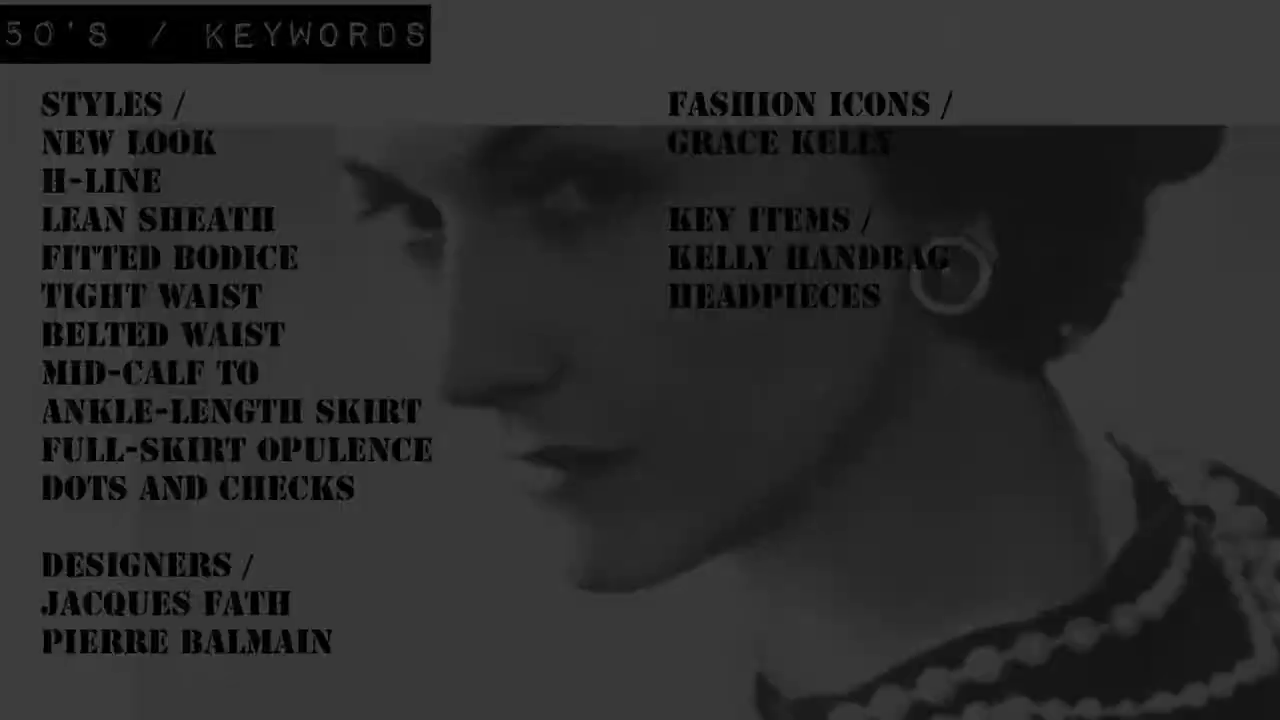 50'S / KEYWORDS
STYLES /
NEW LOOK
H-LINE
LEAN SHEATH
FITTED BODICE
TIGHT WAIST
BELTED WAIST
MID-CALF TO
ANKLE-LENGTH SKIRT
FULL-SKIRT OPULENCE
DOTS AND CHECKS
DESIGNERS /
JACQUES FATH
PIERRE BALMAIN
FASHION ICONS /
GRACE KELLY
KEY ITEMS /
KELLY HANDBAG
HEADPIECES